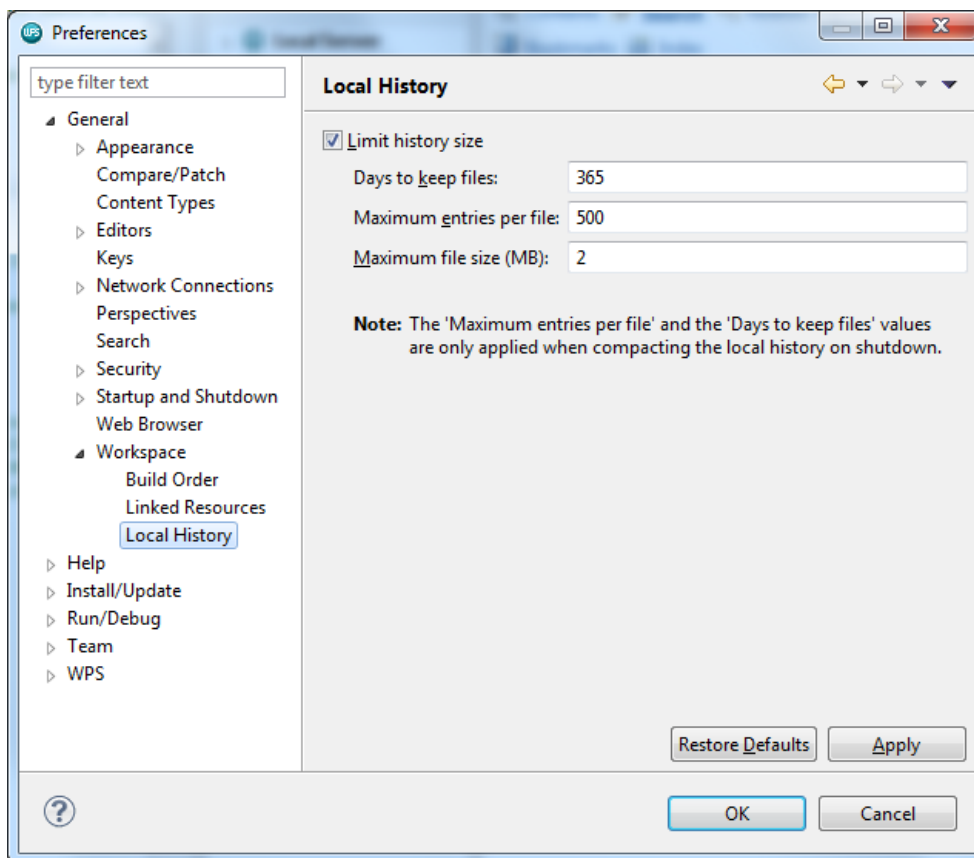 WPS Preferences
type filter text
General
Appearance
Compare/Patch
Content Types
Editors
Keys
Network Connections
Perspectives
Search
Security
Startup and Shutdown
Web Browser
Workspace
Build Order
Linked Resources
Local History
Help
Install/Update
Run/Debug
Team
WPS
Local History
Limit history size
Days to keep files: 365
Maximum entries per file: 500
Maximum file size (MB): 2
Note: The 'Maximum entries per file' and the 'Days to keep files' values
are only applied when compacting the local history on shutdown.
Restore Defaults Apply
? OK Cancel